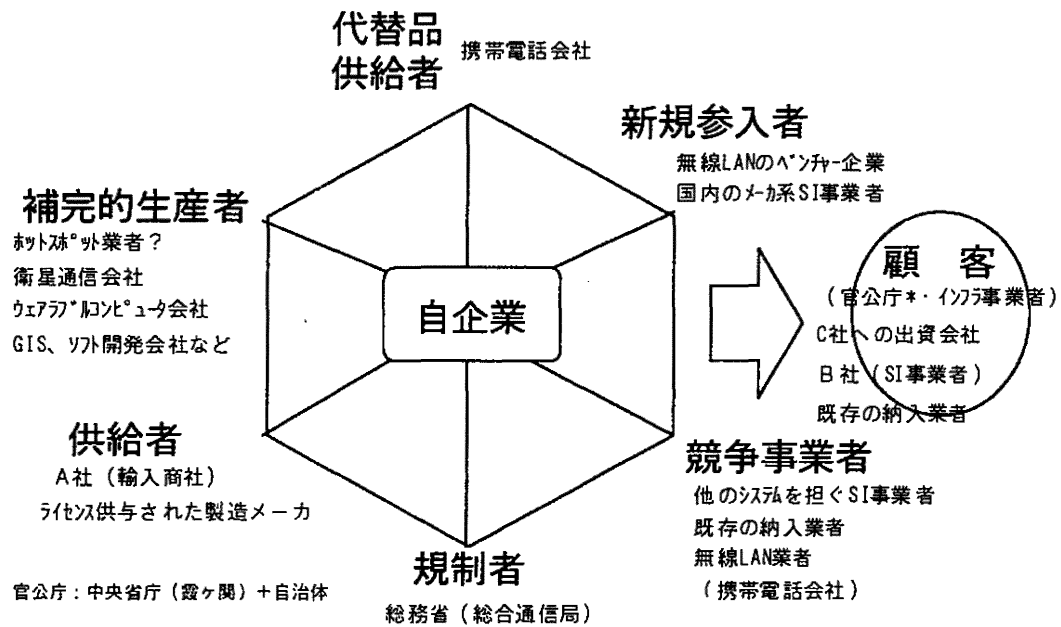 代替品
供給者
携帯電話会社
新規参入者
無線LANのベンチャー企業
国内のメーカ系SI事業者
補完的生産者
ホットスポット業者？
衛星通信会社
ウェアラブルコンピュータ会社
GIS、ソフト開発会社など
自企業
顧　客
（官公庁*・インフラ事業者）
C社への出資会社
B社（SI事業者）
既存の納入業者
供給者
A社（輸入商社）
ライセンス供与された製造メーカ
競争事業者
他のシステムを担ぐSI事業者
既存の納入業者
無線LAN業者
（携帯電話会社）
規制者
総務省（総合通信局）
官公庁：中央省庁（霞ヶ関）＋自治体